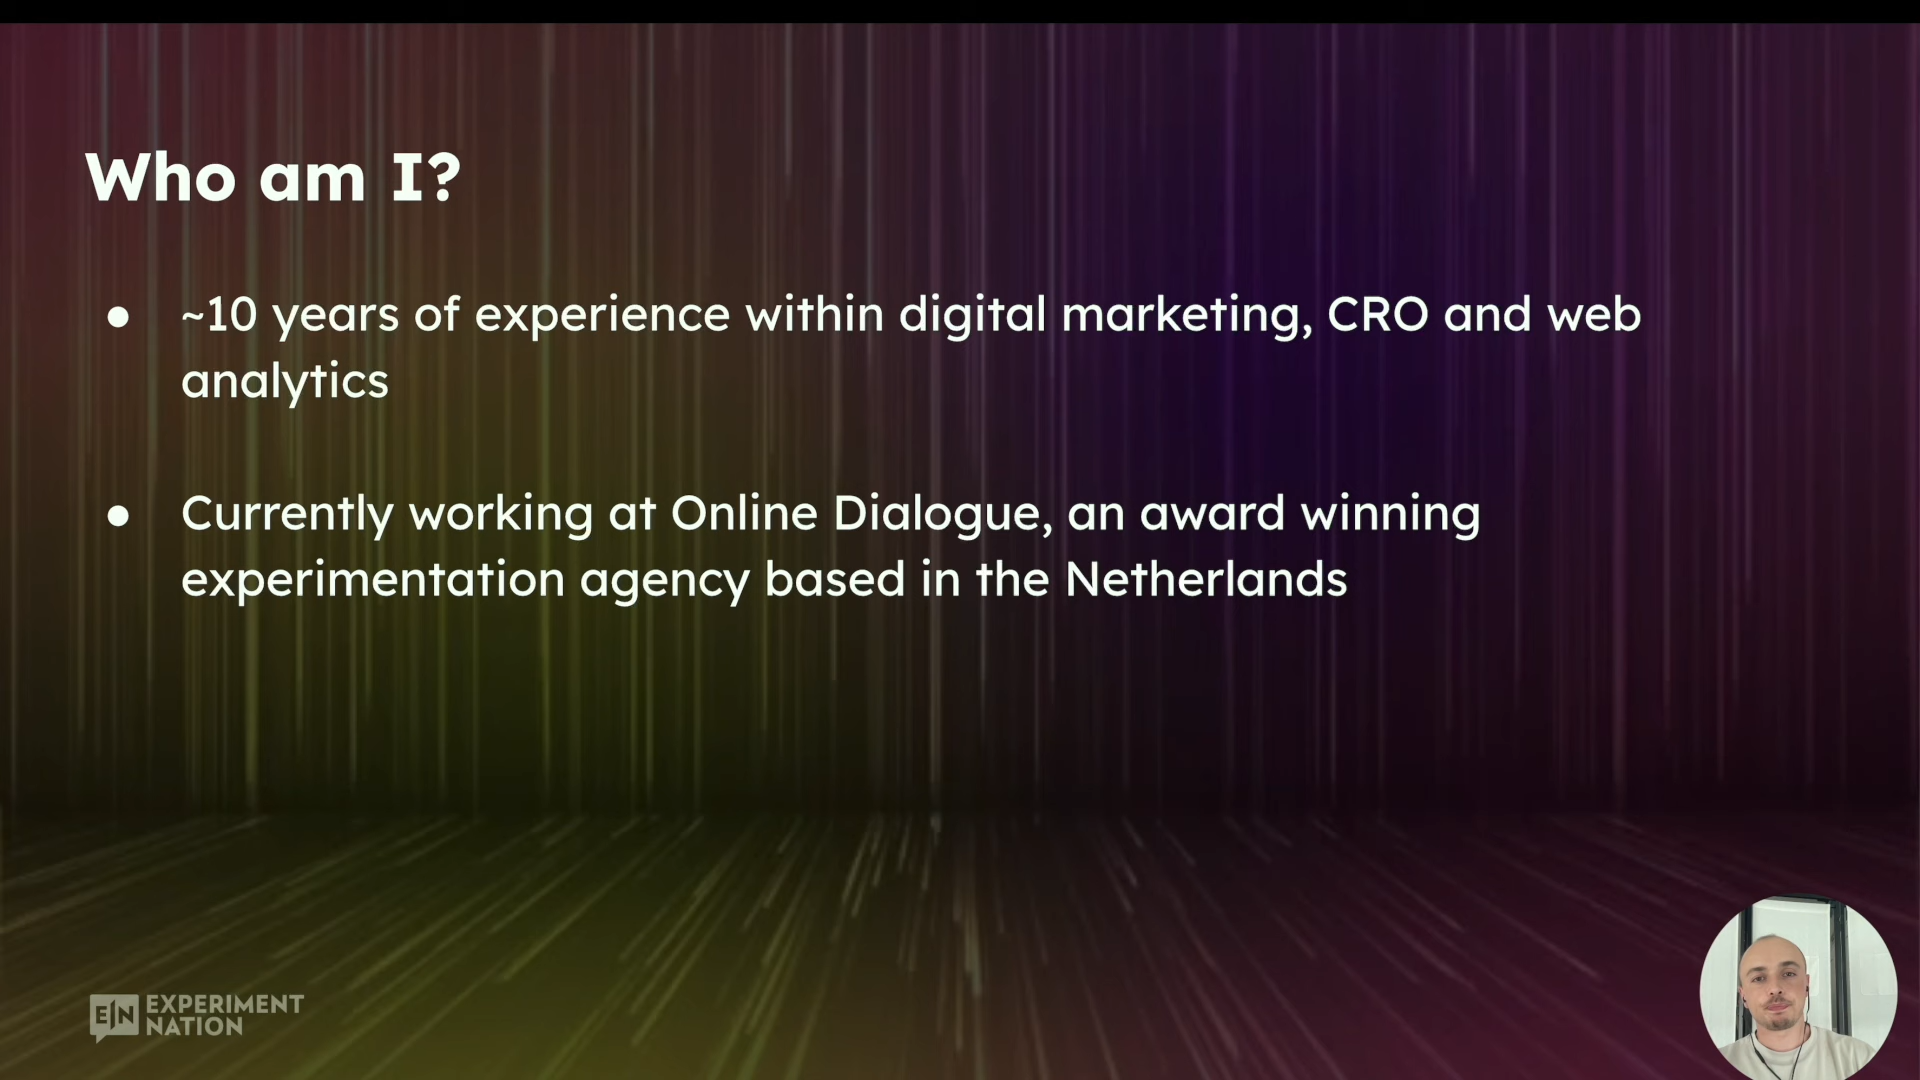 Who am I?
● ~10 years of experience within digital marketing, CRO and web
analytics
● Currently working at Online Dialogue, an award winning
experimentation agency based in the Netherlands
EN EXPERIMENT
NATION